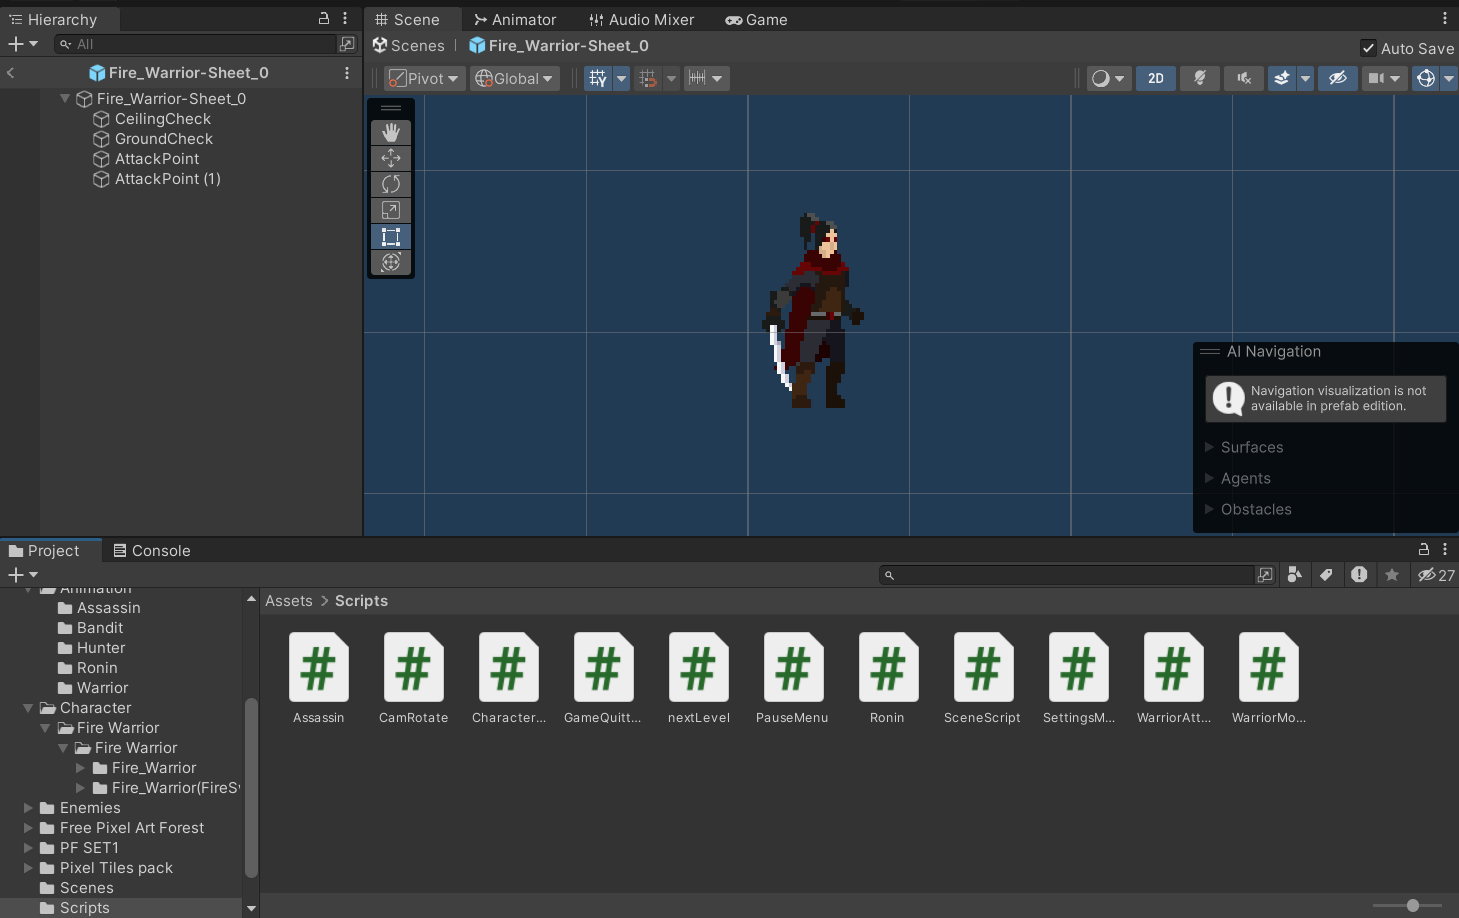 Hierarchy
Scene
Animator
Audio Mixer
Game
All
Scenes
Fire_Warrior-Sheet_0
Auto Save
Fire_Warrior-Sheet_0
Pivot
Global
2D
Fire_Warrior-Sheet_0
CeilingCheck
GroundCheck
AttackPoint
AttackPoint (1)
AI Navigation
Navigation visualization is not
available in prefab edition.
Surfaces
Agents
Obstacles
Project
Console
27
Animation
Assassin
Bandit
Hunter
Ronin
Warrior
Character
Fire Warrior
Fire Warrior
Fire_Warrior
Fire_Warrior(FireS
Enemies
Free Pixel Art Forest
PF SET1
Pixel Tiles pack
Scenes
Scripts
Assets > Scripts
Assassin
CamRotate
Character...
GameQuitt...
nextLevel
PauseMenu
Ronin
SceneScript
SettingsM...
WarriorAtt...
WarriorMo...